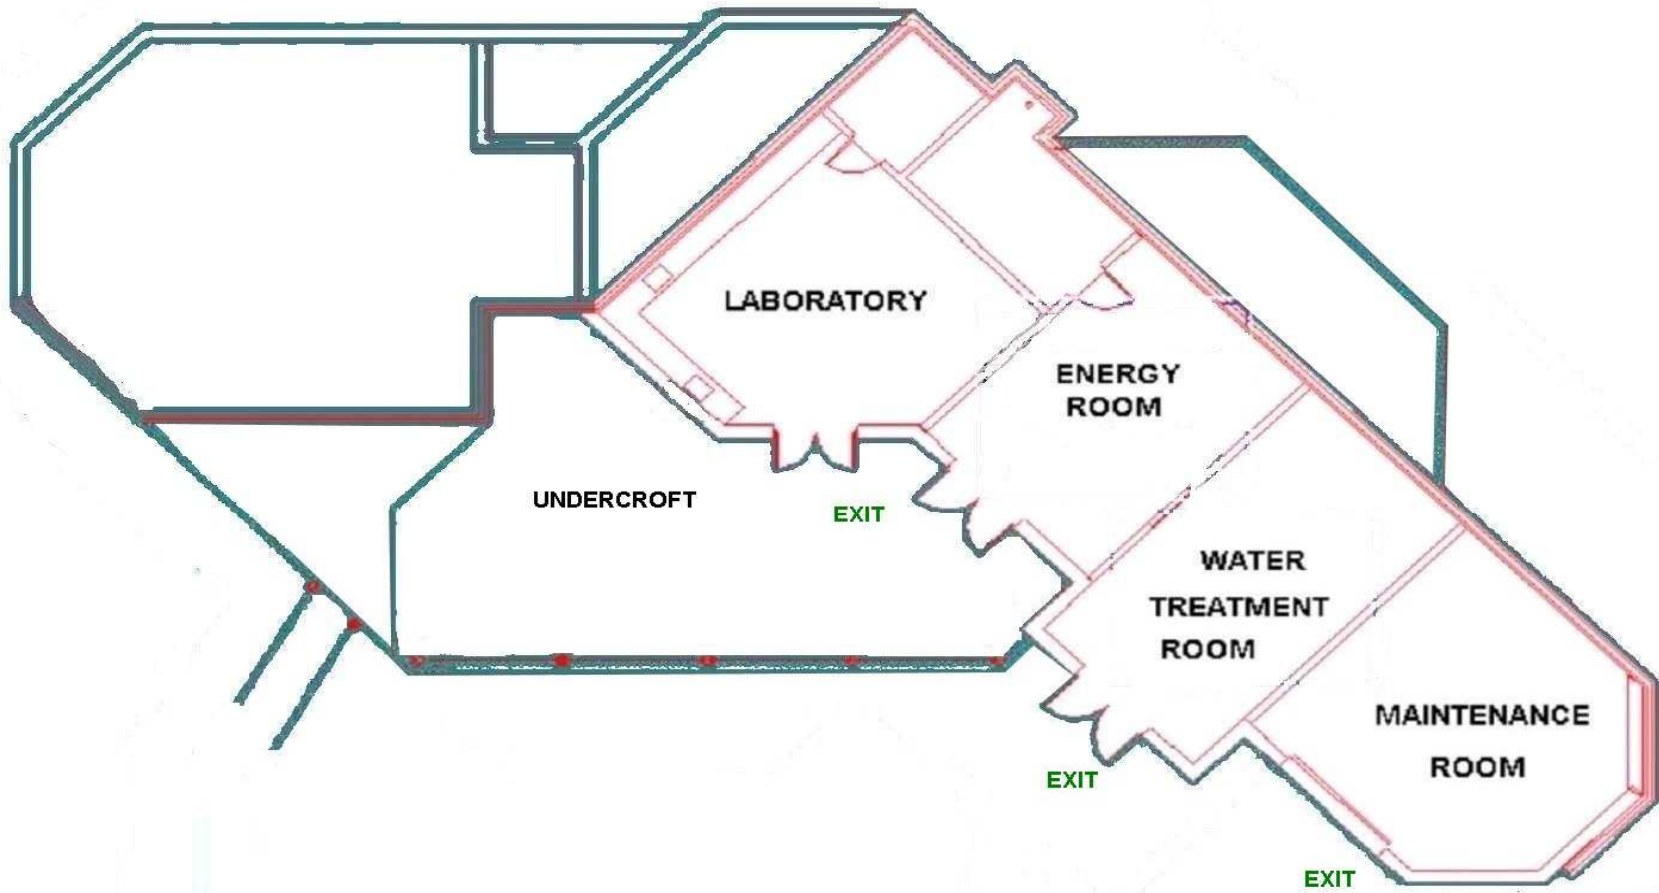 LABORATORY
ENERGY
ROOM
UNDERCROFT
EXIT
WATER
TREATMENT
ROOM
MAINTENANCE
ROOM
EXIT
EXIT